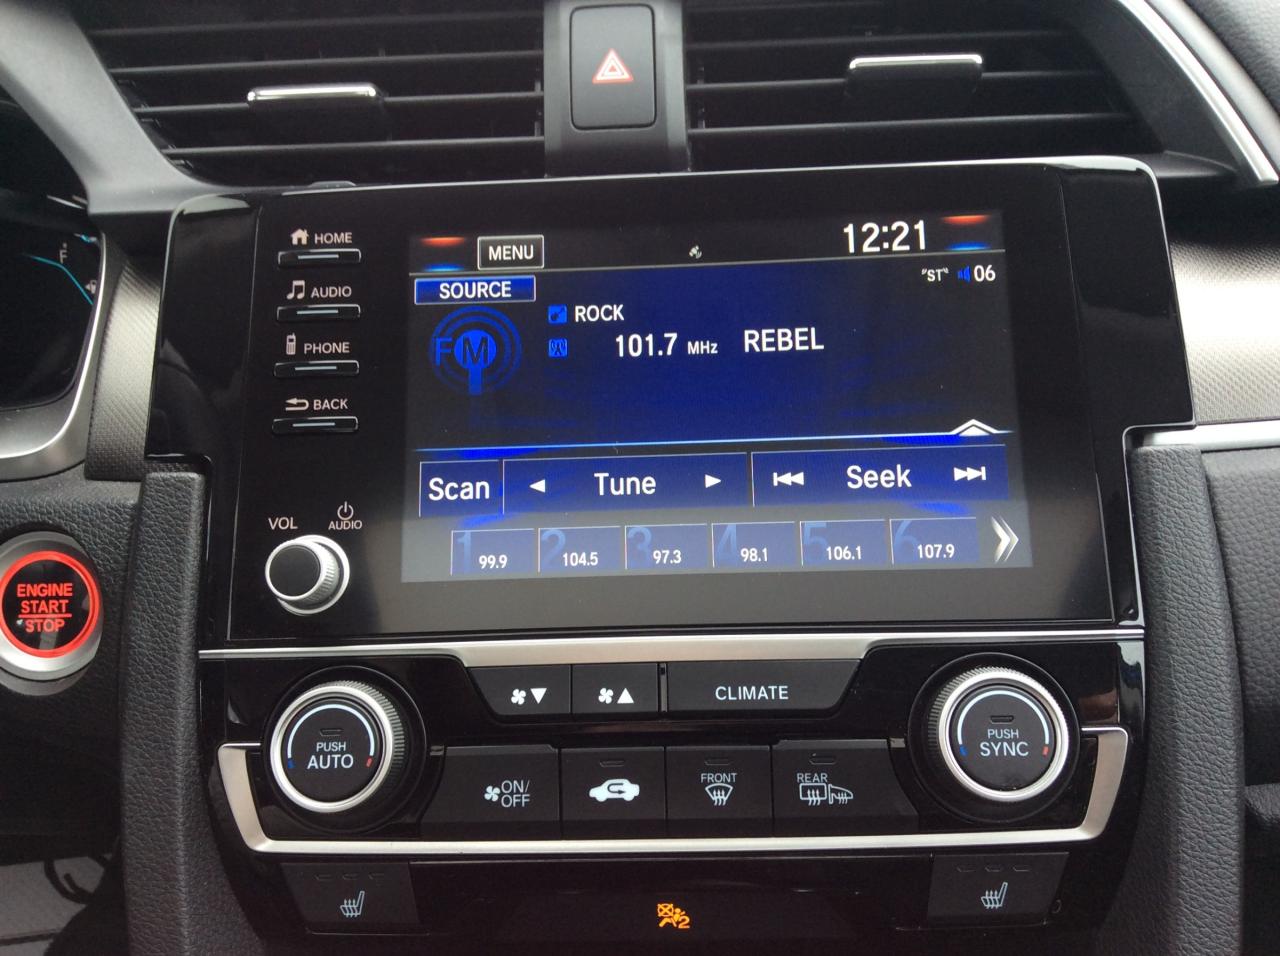 HOME
MENU
12:21
"ST" 06
SOURCE
AUDIO
ROCK
FM
101.7 MHz REBEL
PHONE
BACK
Scan Tune Seek
1 99.9 2 104.5 3 97.3 4 98.1 5 106.1 6 107.9
VOL AUDIO
ENGINE
START
STOP
F
CLIMATE
PUSH
AUTO
PUSH
SYNC
ON/
OFF
FRONT
REAR
2